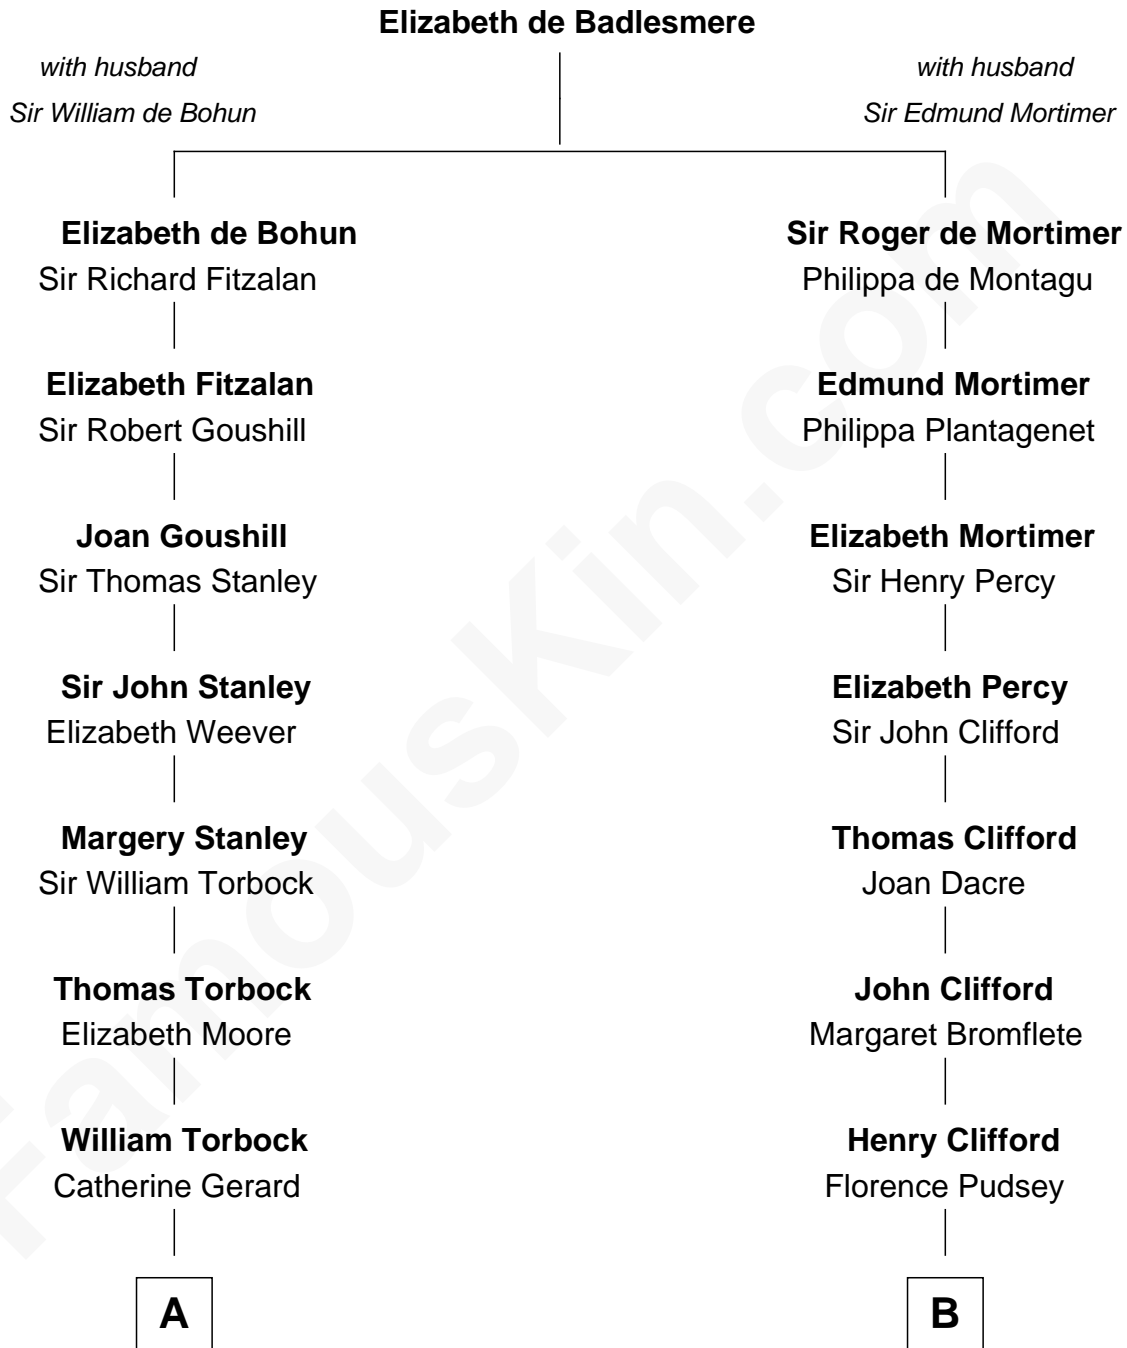 Elizabeth de Badlesmere
with husband
Sir William de Bohun
with husband
Sir Edmund Mortimer
Elizabeth de Bohun
Sir Richard Fitzalan
Sir Roger de Mortimer
Philippa de Montagu
Elizabeth Fitzalan
Sir Robert Goushill
Edmund Mortimer
Philippa Plantagenet
Joan Goushill
Sir Thomas Stanley
Elizabeth Mortimer
Sir Henry Percy
Sir John Stanley
Elizabeth Weever
Elizabeth Percy
Sir John Clifford
Margery Stanley
Sir William Torbock
Thomas Clifford
Joan Dacre
Thomas Torbock
Elizabeth Moore
John Clifford
Margaret Bromflete
William Torbock
Catherine Gerard
Henry Clifford
Florence Pudsey
A
B
FamousKin.com